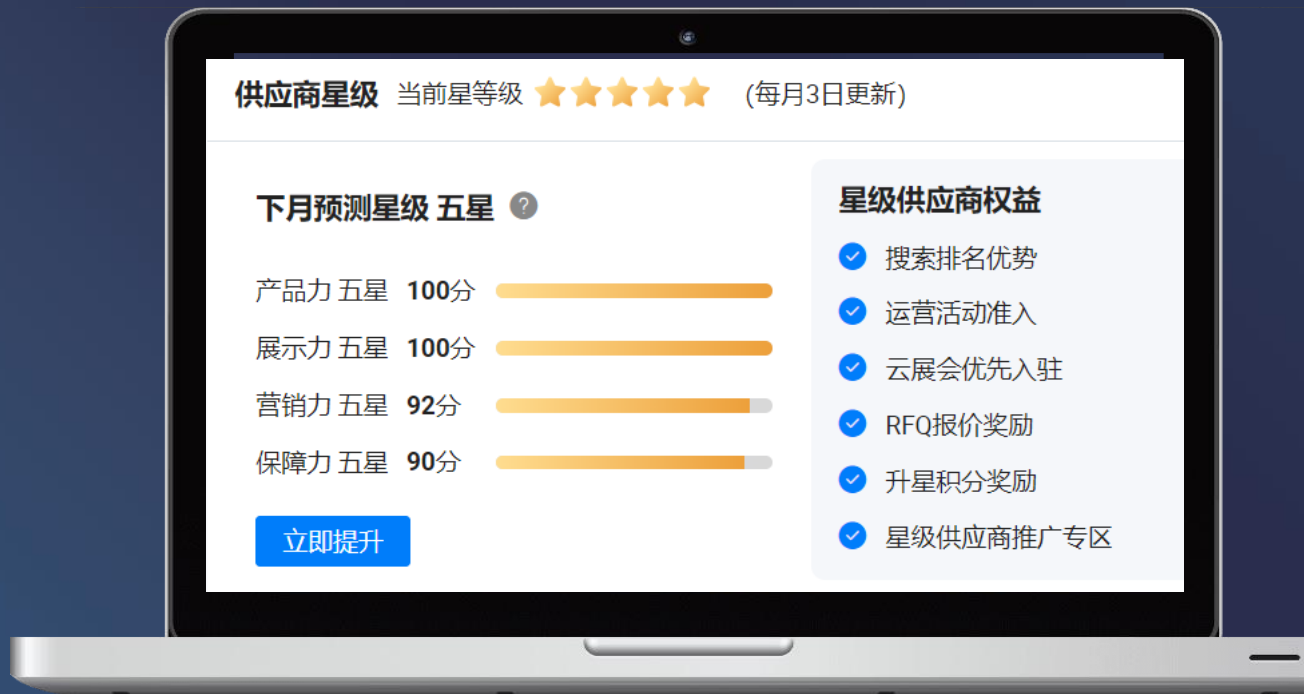 供应商星级 当前星等级 (每月3日更新)
下月预测星级 五星 ?
产品力 五星 100分
展示力 五星 100分
营销力 五星 92分
保障力 五星 90分
立即提升
星级供应商权益
搜索排名优势
运营活动准入
云展会优先入驻
RFQ报价奖励
升星积分奖励
星级供应商推广专区